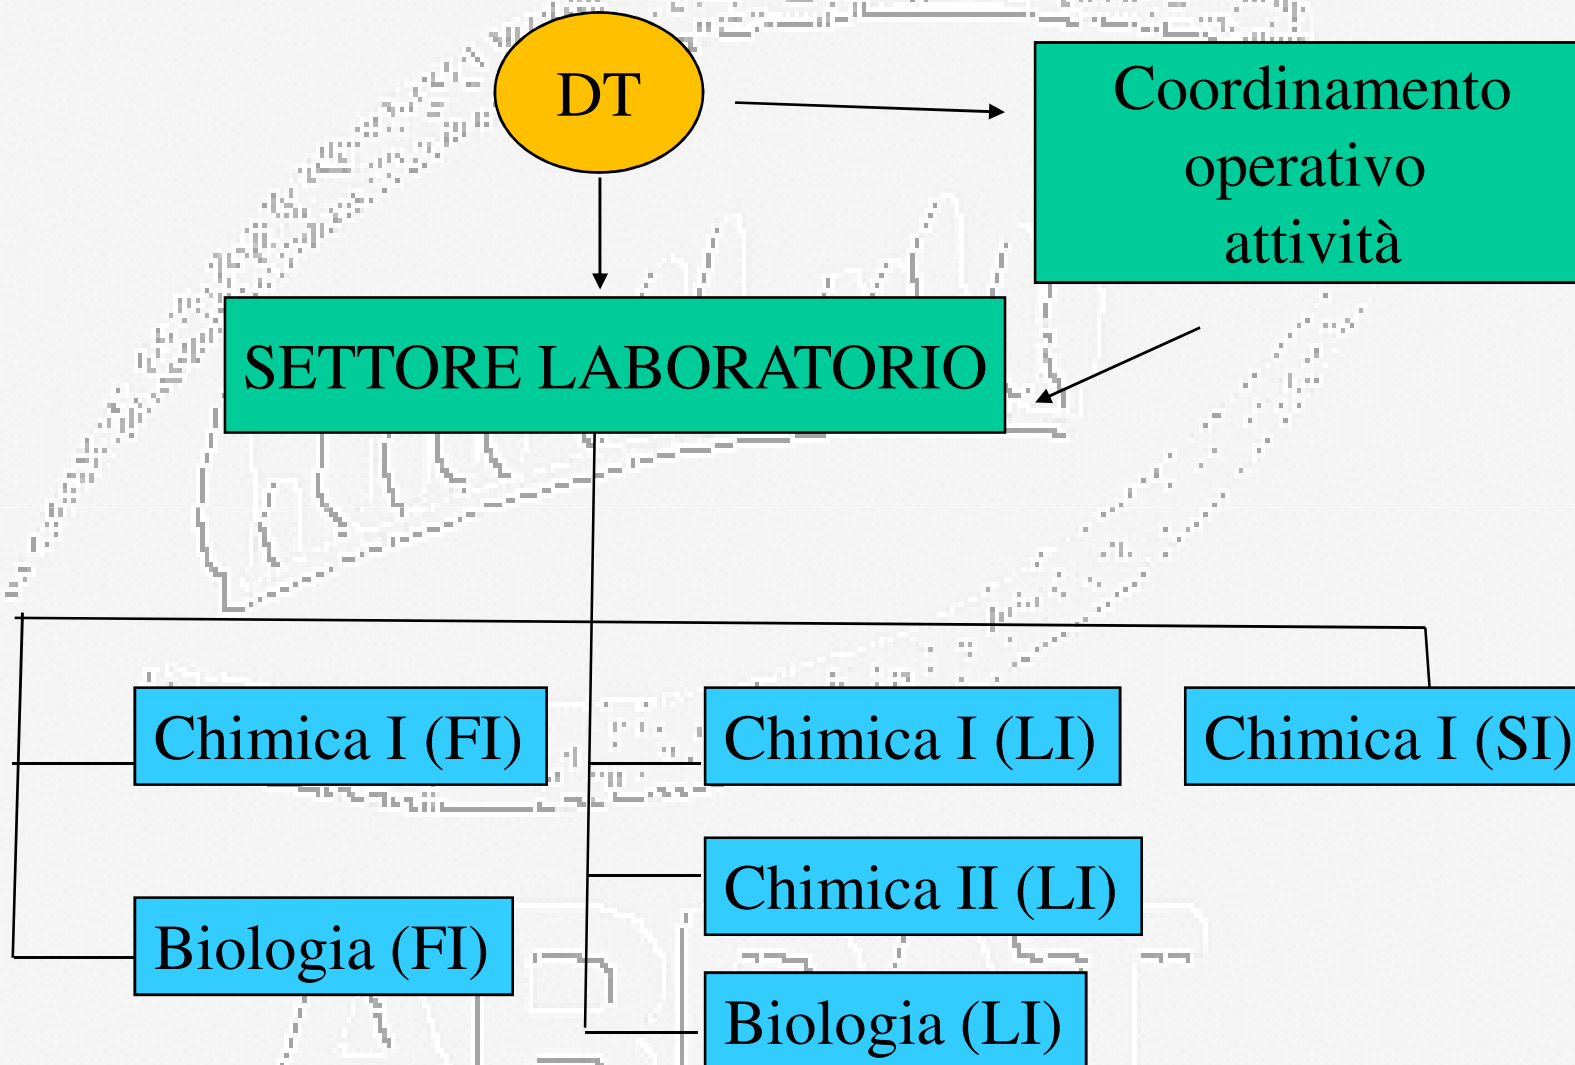 DT
Coordinamento
operativo
attività
SETTORE LABORATORIO
Chimica I (FI)
Chimica I (LI)
Chimica I (SI)
Chimica II (LI)
Biologia (FI)
Biologia (LI)